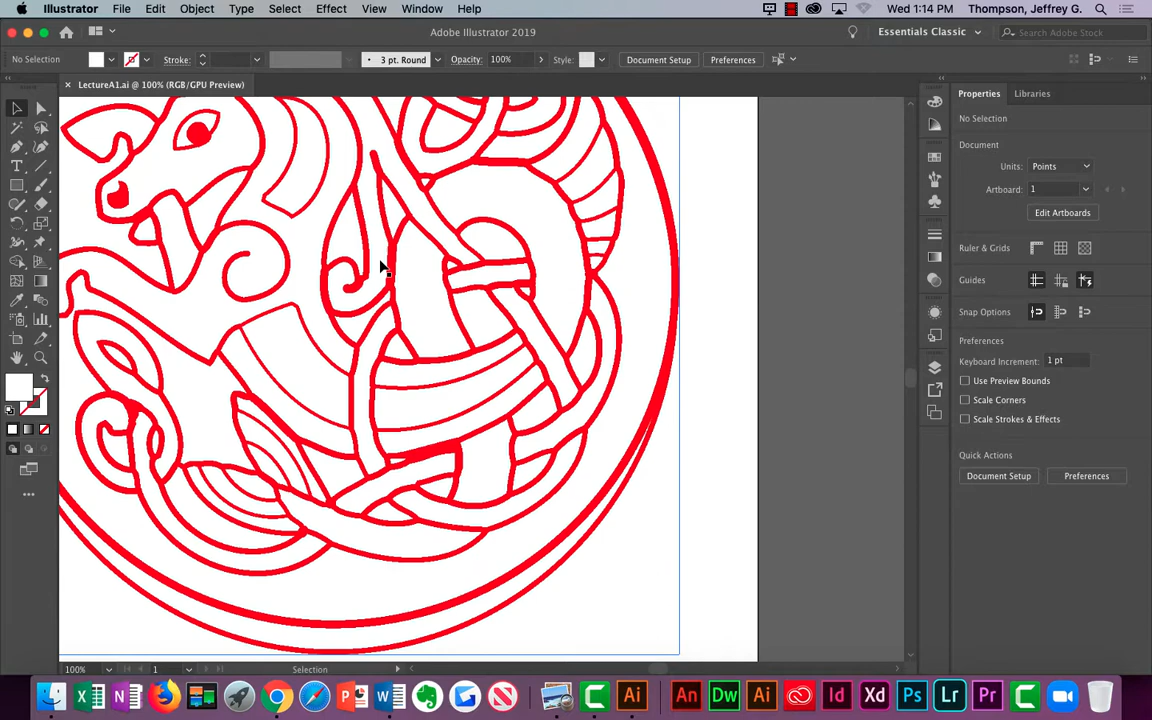 Illustrator File Edit Object Type Select Effect View Window Help Wed 1:14 PM Thompson, Jeffrey G.
Adobe Illustrator 2019
Essentials Classic
Search Adobe Stock
No Selection
Stroke:
3 pt. Round
Opacity: 100%
Style:
Document Setup
Preferences
× LectureA1.ai @ 100% (RGB/GPU Preview)
Properties
Libraries
No Selection
Document
Units: Points
Artboard: 1
Edit Artboards
Ruler & Grids
Guides
Snap Options
Preferences
Keyboard Increment: 1 pt
Use Preview Bounds
Scale Corners
Scale Strokes & Effects
Quick Actions
Document Setup
Preferences
100%
1
Selection
An Dw Ai Id Xd Ps Lr Pr